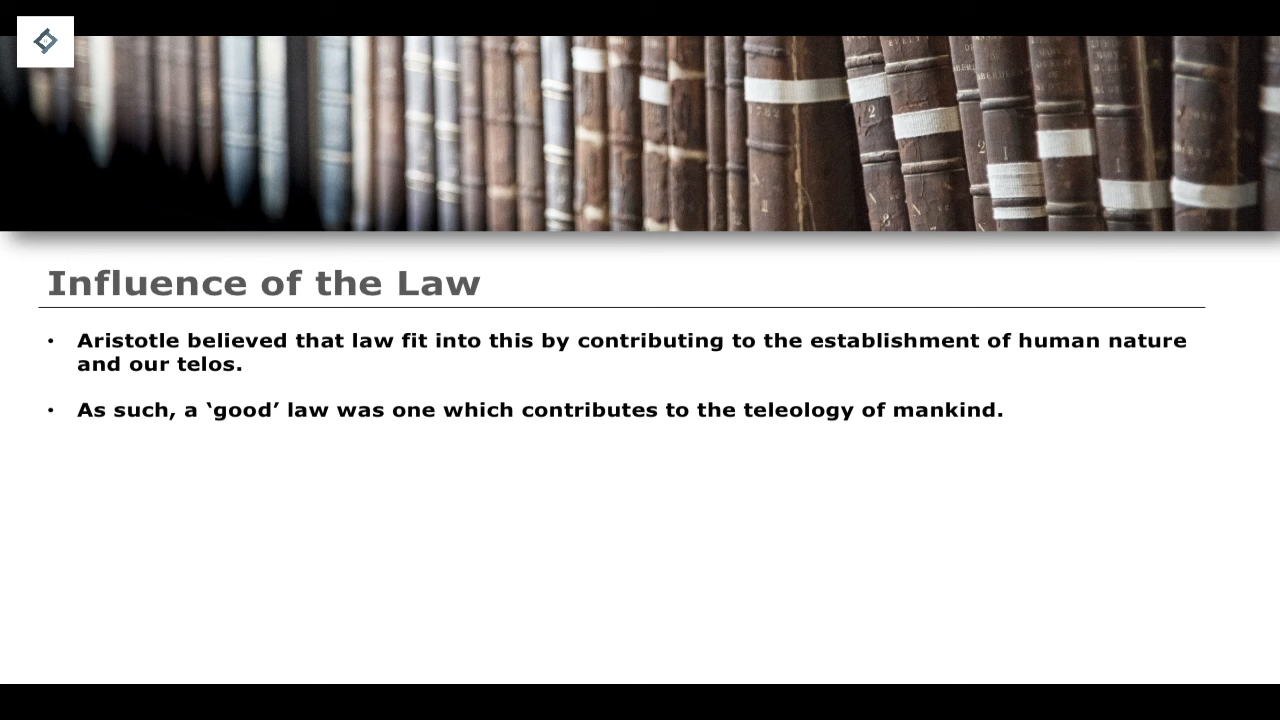 Influence of the Law
• Aristotle believed that law fit into this by contributing to the establishment of human nature
and our telos.
• As such, a ‘good’ law was one which contributes to the teleology of mankind.